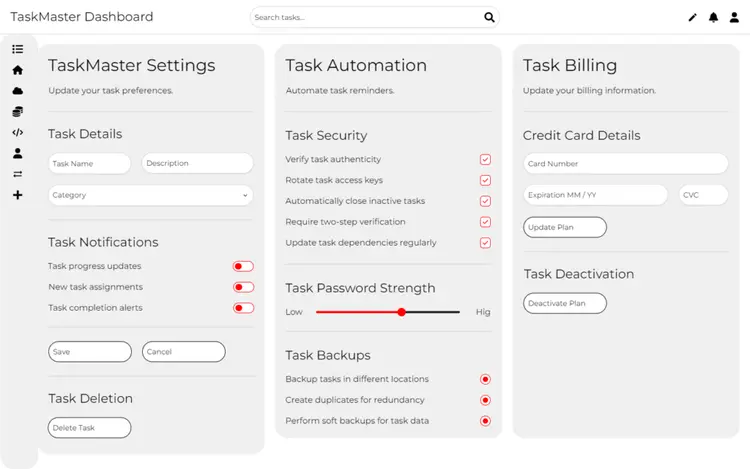 TaskMaster Dashboard
Search tasks...
TaskMaster Settings
Update your task preferences.
Task Details
Task Name
Description
Category
Task Notifications
Task progress updates
New task assignments
Task completion alerts
Save
Cancel
Task Deletion
Delete Task
Task Automation
Automate task reminders.
Task Security
Verify task authenticity
Rotate task access keys
Automatically close inactive tasks
Require two-step verification
Update task dependencies regularly
Task Password Strength
Low
Hig
Task Backups
Backup tasks in different locations
Create duplicates for redundancy
Perform soft backups for task data
Task Billing
Update your billing information.
Credit Card Details
Card Number
Expiration MM / YY
CVC
Update Plan
Task Deactivation
Deactivate Plan